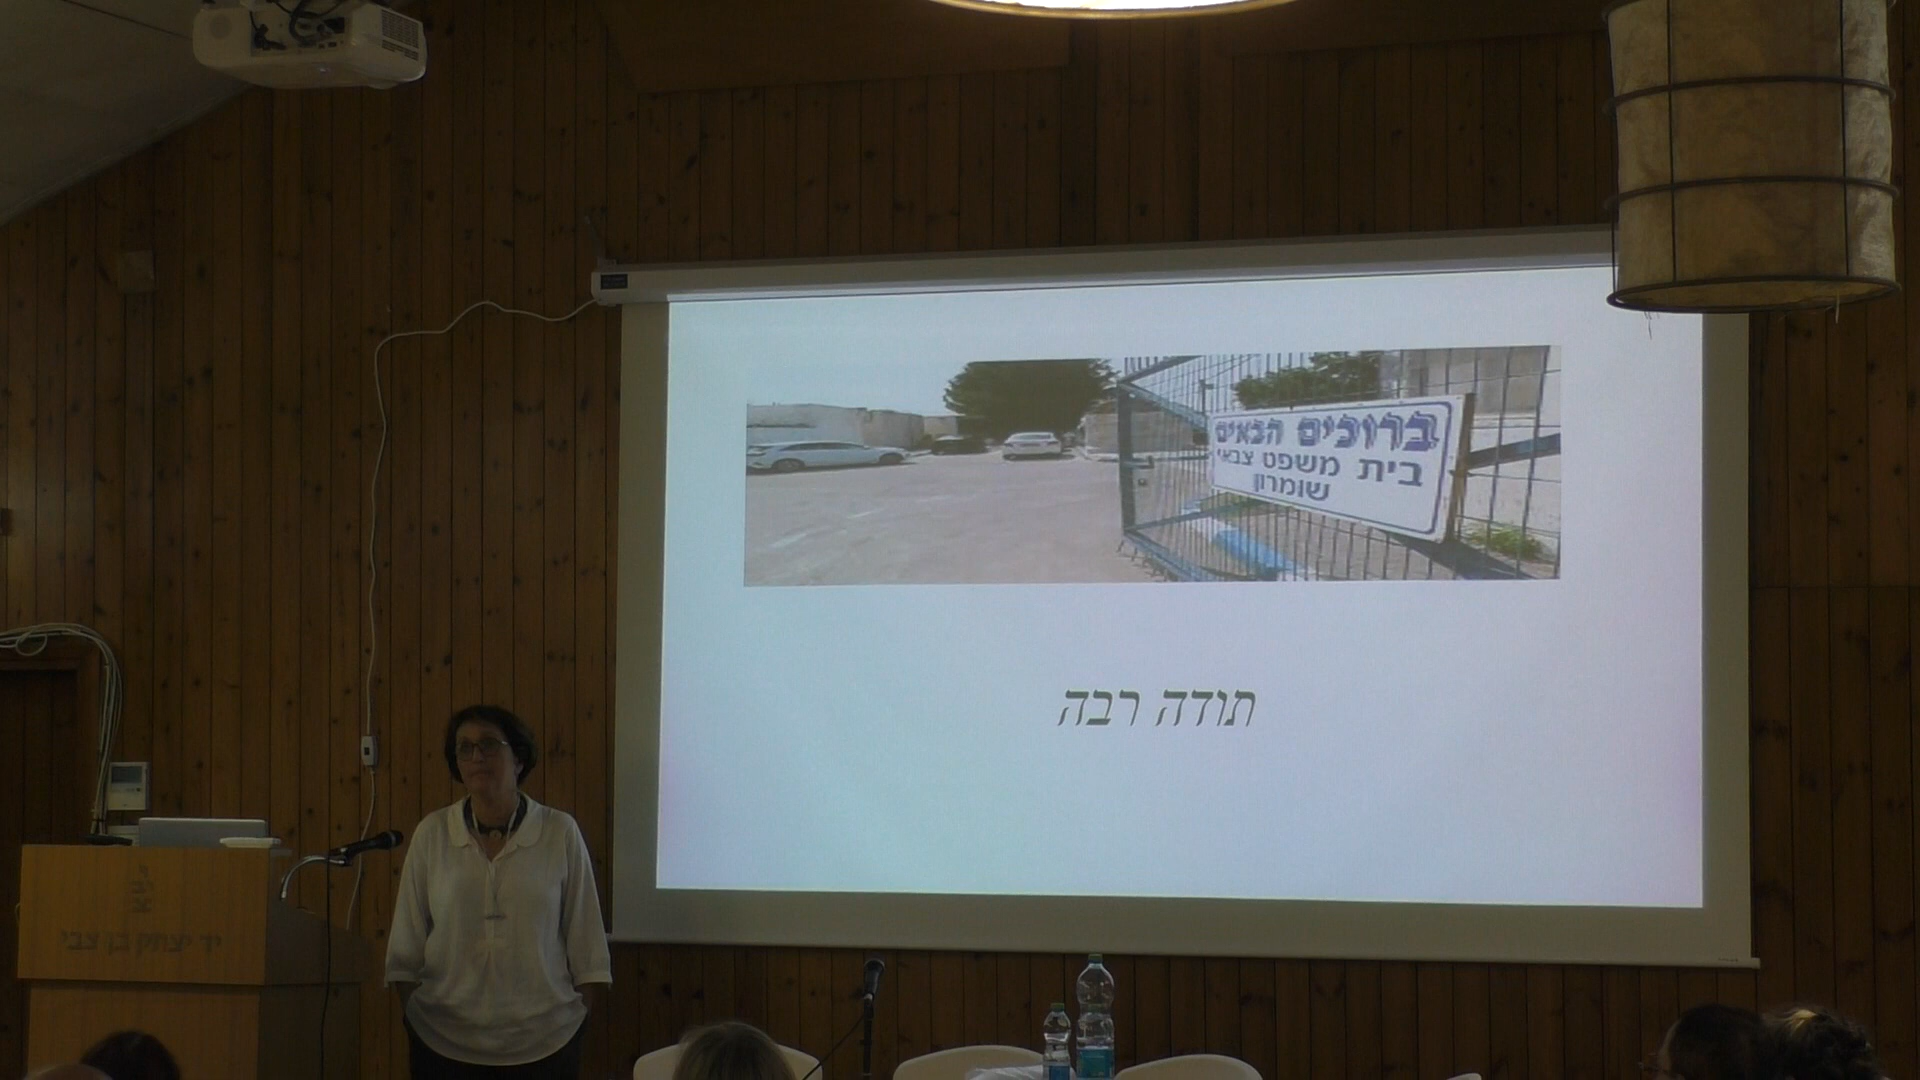 ברוכים הבאים
בית משפט צבאי
שומרון
תודה רבה
יד יצחק בן צבי